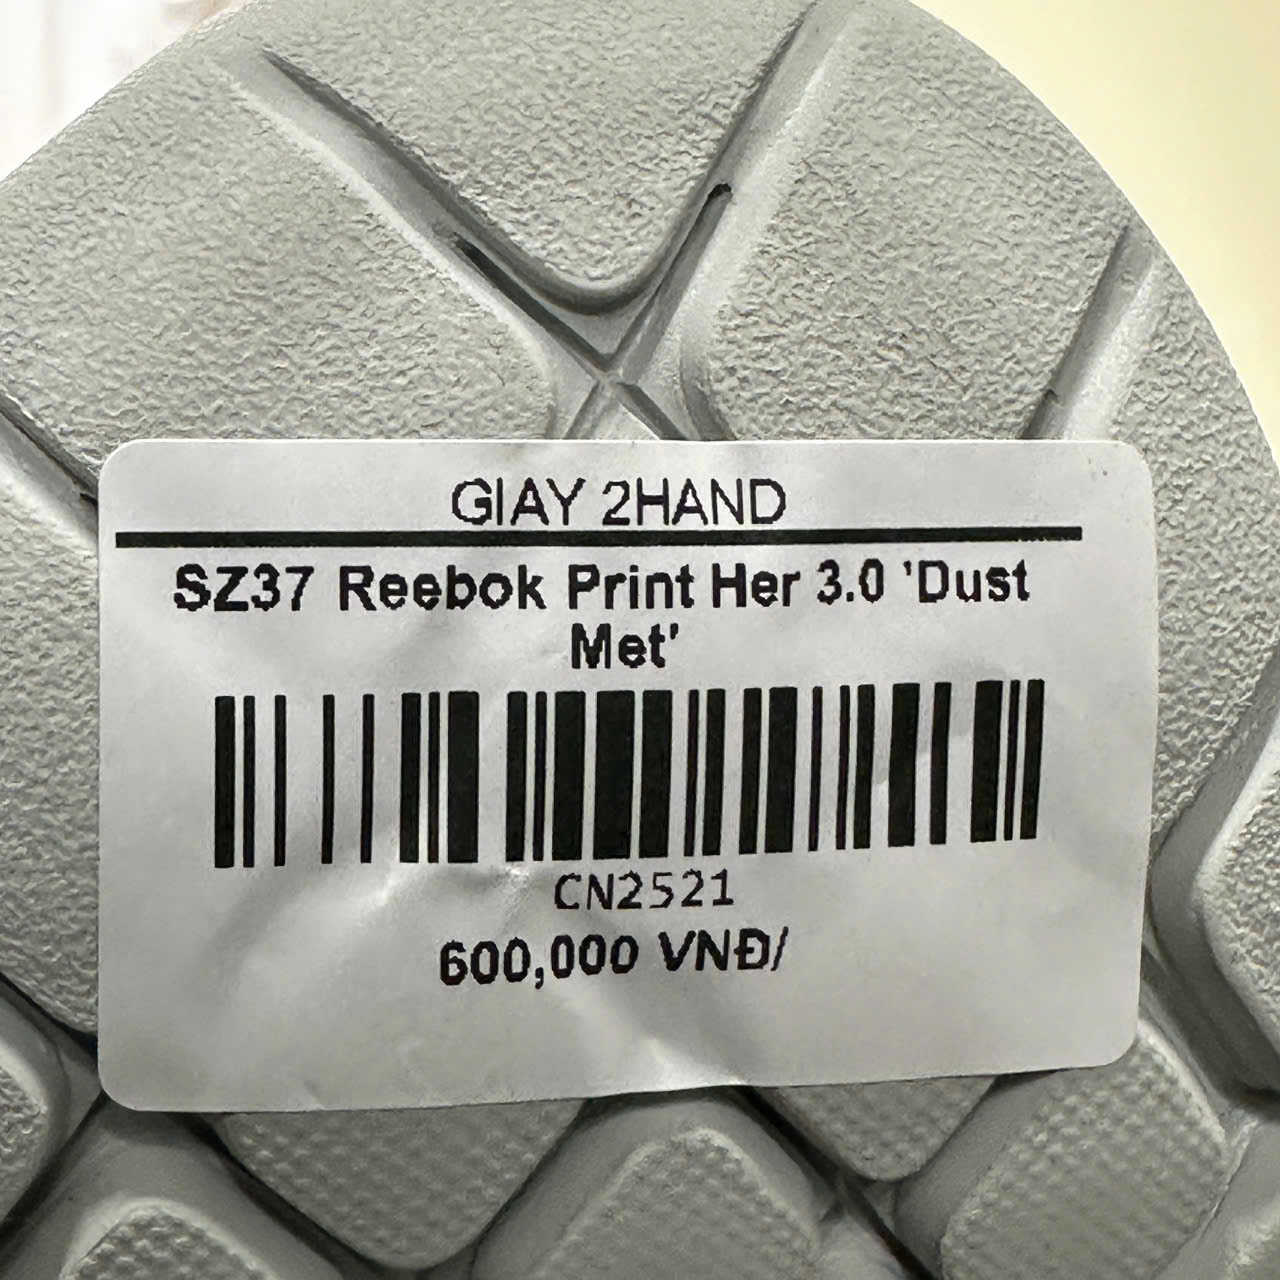 GIAY 2HAND
SZ37 Reebok Print Her 3.0 'Dust
Met'
CN2521
600,000 VNĐ/